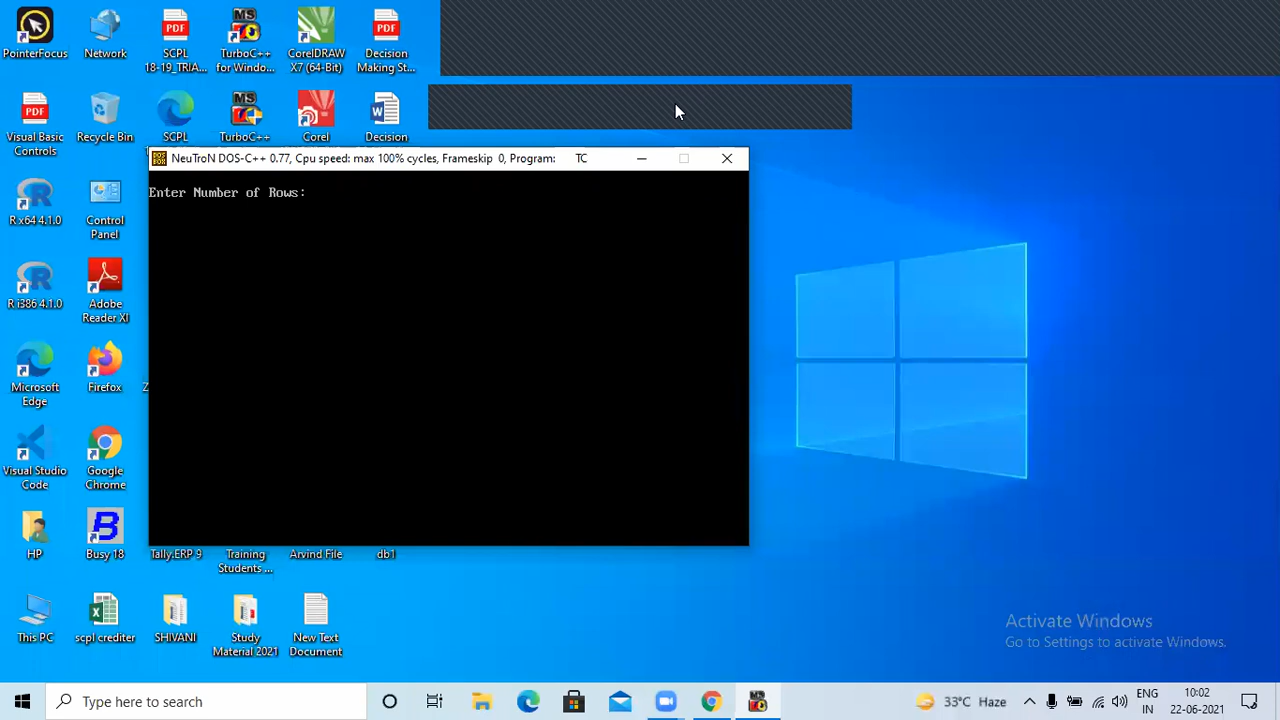 PointerFocus
Network
SCPL
18-19_TRIA...
TurboC++
for Windo...
CorelDRAW
X7 (64-Bit)
Decision
Making St...
Visual Basic
Controls
Recycle Bin
SCPL
TurboC++
Corel
Decision
NeuTroN DOS-C++ 0.77, Cpu speed: max 100% cycles, Frameskip 0, Program: TC
Enter Number of Rows:
R x64 4.1.0
Control
Panel
R i386 4.1.0
Adobe
Reader XI
Microsoft
Edge
Firefox
Z
Visual Studio
Code
Google
Chrome
HP
Busy 18
Tally.ERP 9
Training
Students ...
Arvind File
db1
This PC
scpl crediter
SHIVANI
Study
Material 2021
New Text
Document
Activate Windows
Go to Settings to activate Windows.
Type here to search
33°C Haze
ENG
IN
10:02
22-06-2021